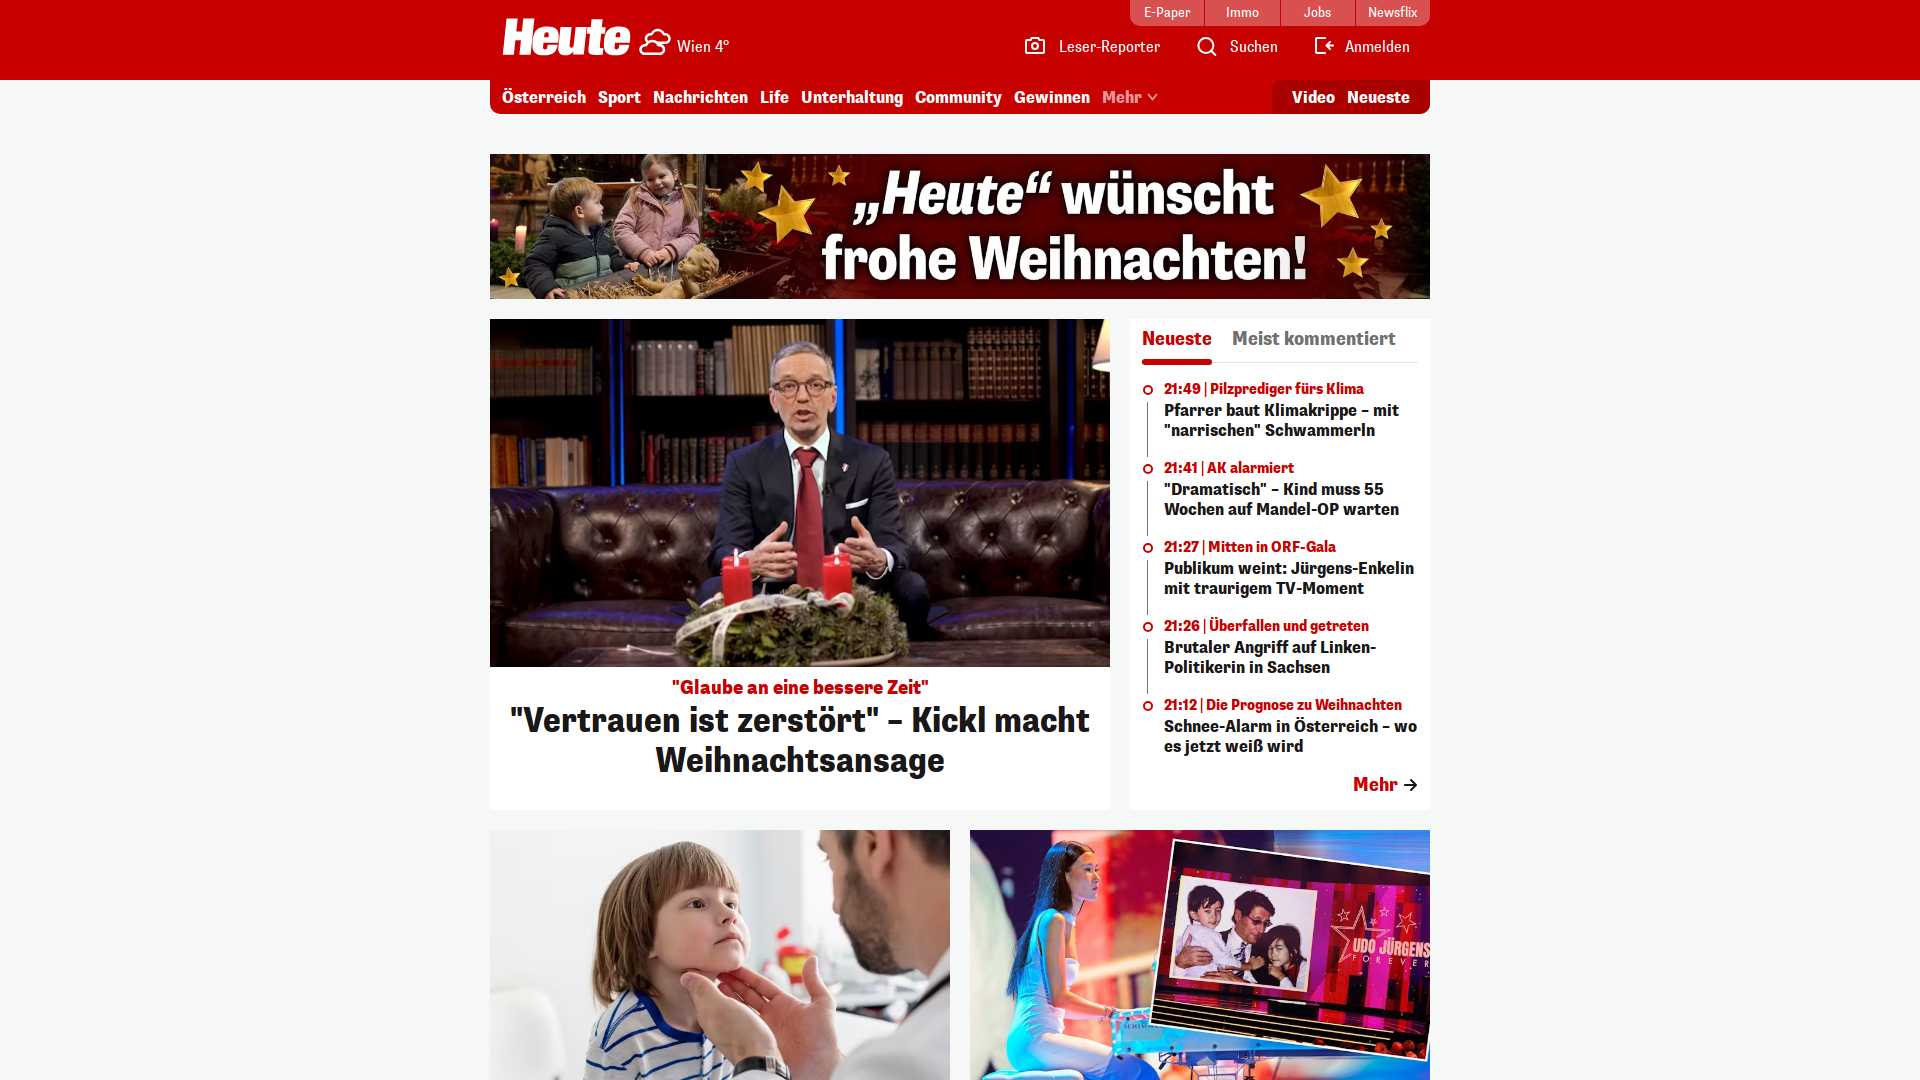 E-Paper
Immo
Jobs
Newsflix
Heute
Wien 4°
Leser-Reporter
Suchen
Anmelden
Österreich
Sport
Nachrichten
Life
Unterhaltung
Community
Gewinnen
Mehr
Video
Neueste
„Heute“ wünscht
frohe Weihnachten!
"Glaube an eine bessere Zeit"
"Vertrauen ist zerstört" – Kickl macht
Weihnachtsansage
Neueste
Meist kommentiert
21:49 | Pilzprediger fürs Klima
Pfarrer baut Klimakrippe – mit
"narrischen" Schwammerln
21:41 | AK alarmiert
"Dramatisch" – Kind muss 55
Wochen auf Mandel-OP warten
21:27 | Mitten in ORF-Gala
Publikum weint: Jürgens-Enkelin
mit traurigem TV-Moment
21:26 | Überfallen und getreten
Brutaler Angriff auf Linken-
Politikerin in Sachsen
21:12 | Die Prognose zu Weihnachten
Schnee-Alarm in Österreich – wo
es jetzt weiß wird
Mehr
UDO JÜRGENS
FOREVER